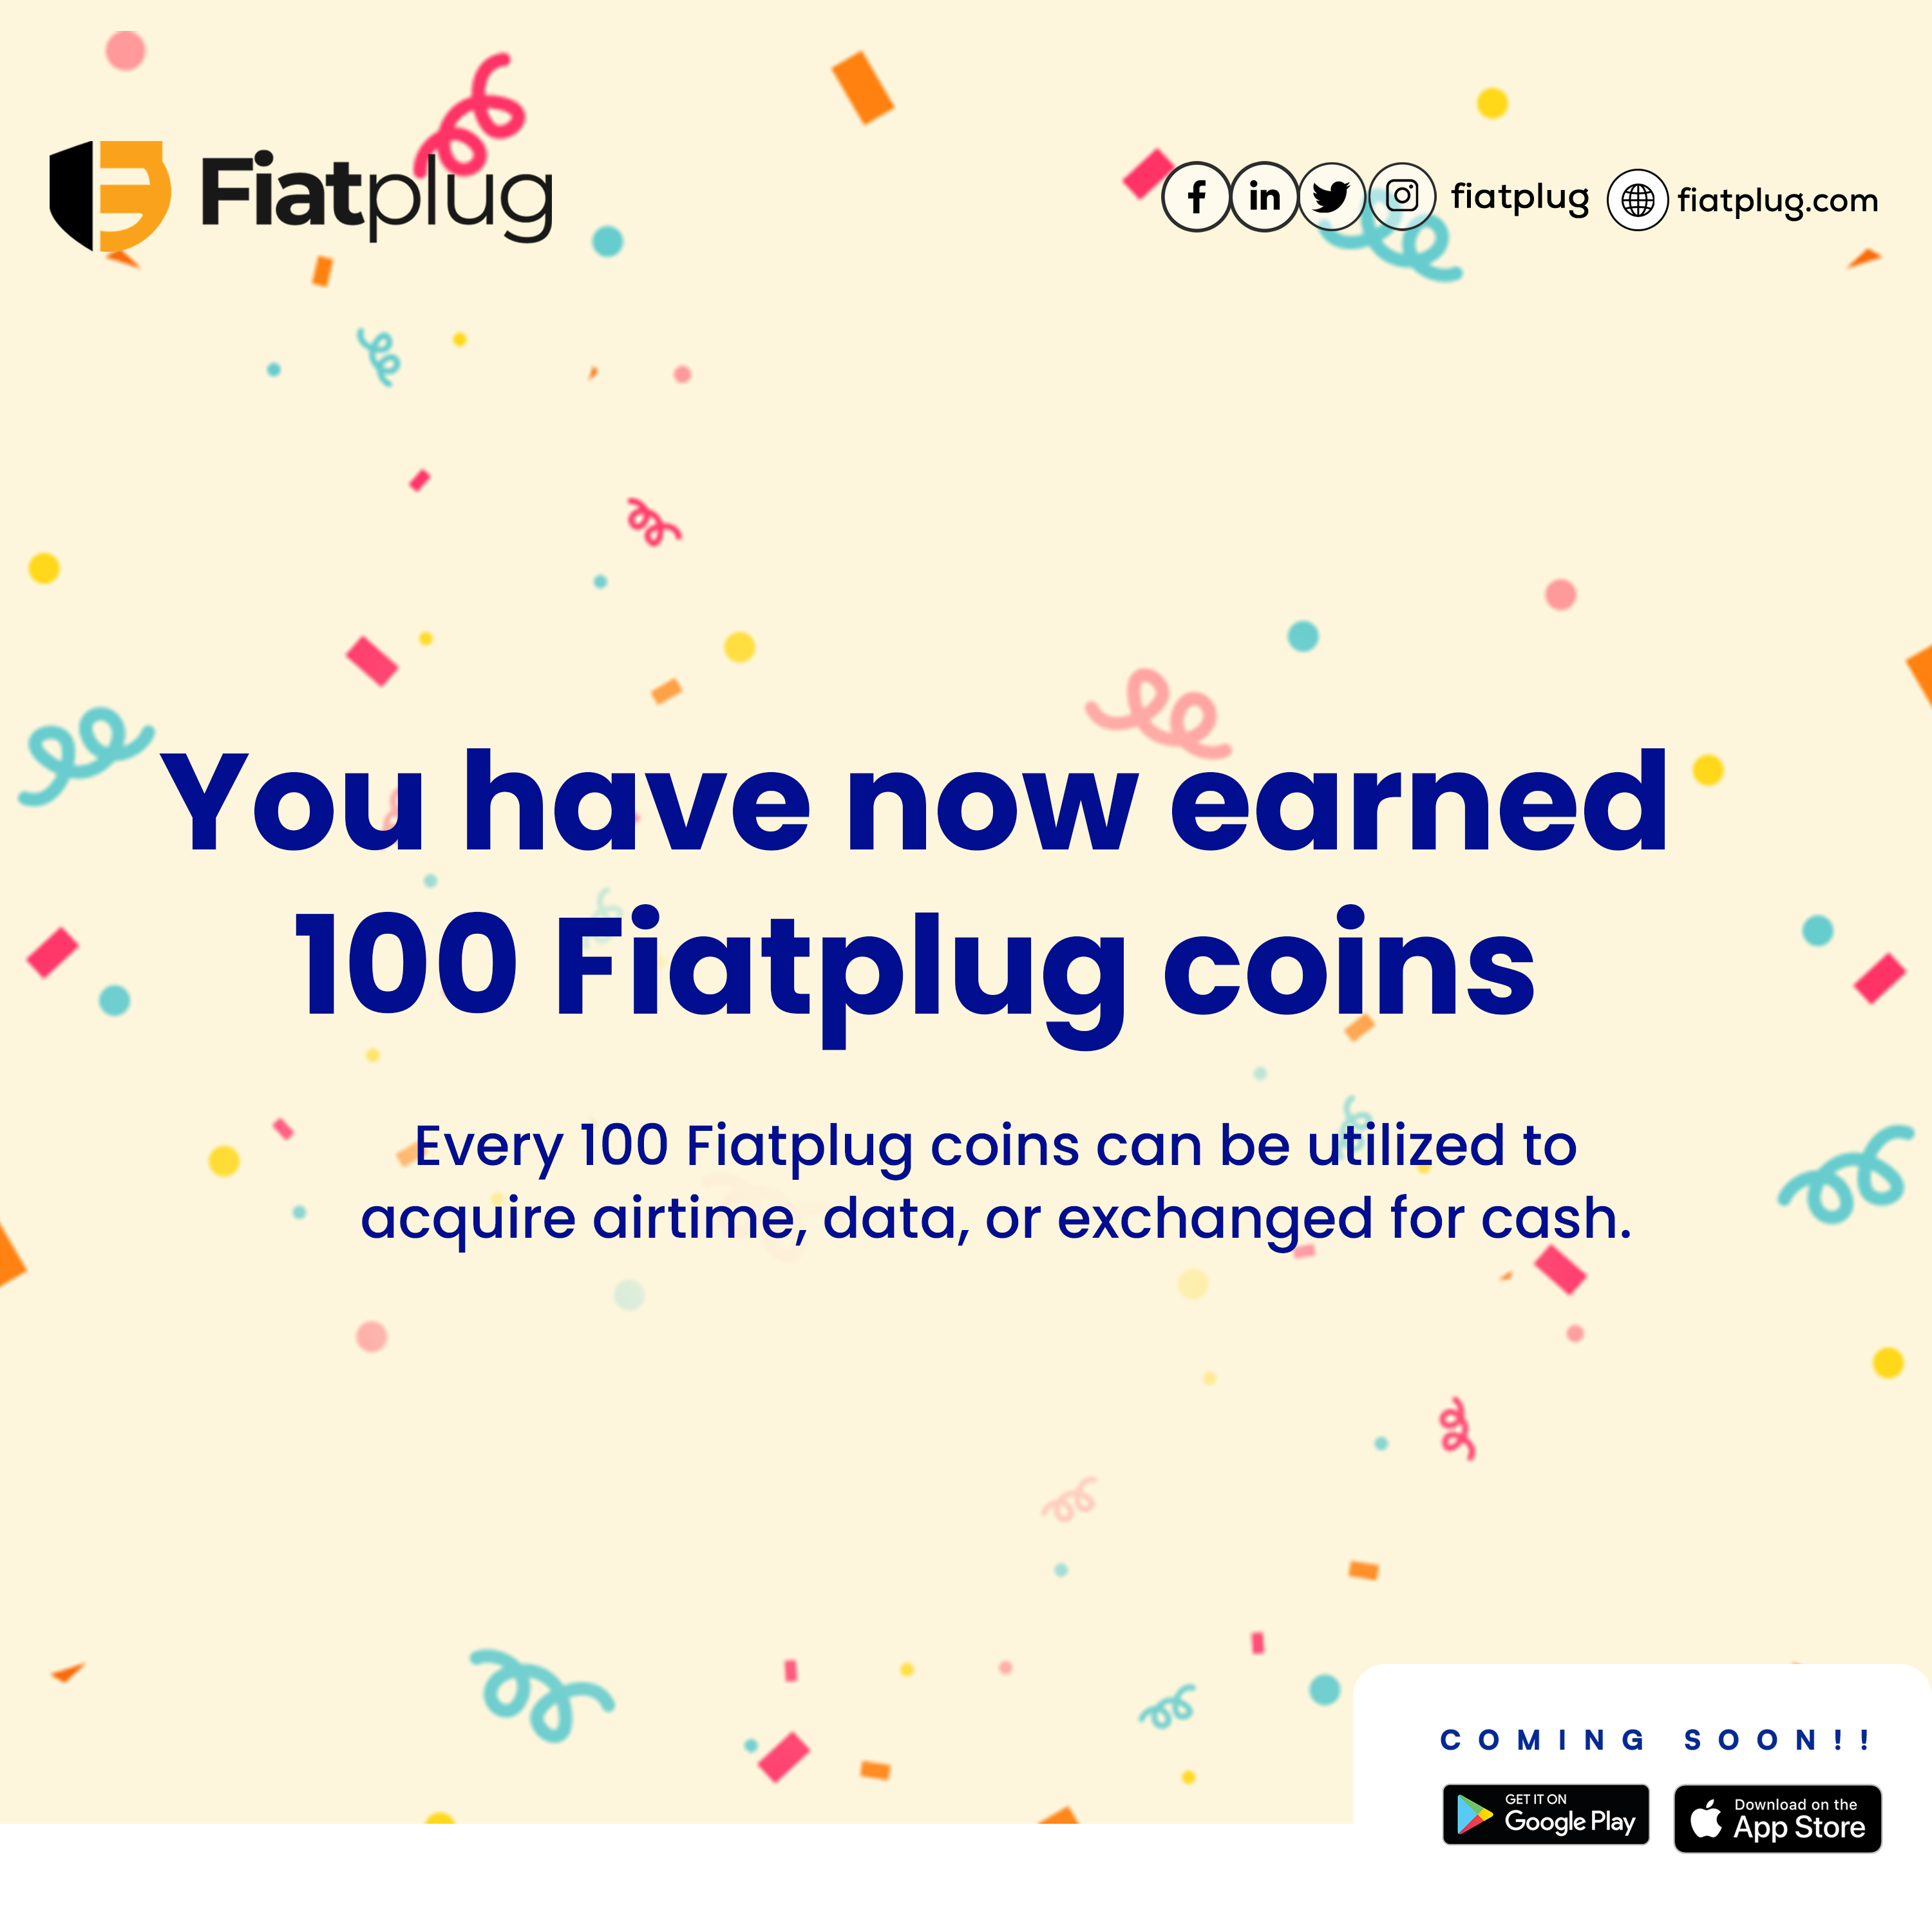 Fiatplug
fiatplug
fiatplug.com
You have now earned
100 Fiatplug coins
Every 100 Fiatplug coins can be utilized to
acquire airtime, data, or exchanged for cash.
COMING SOON!!
GET IT ON
Google Play
Download on the
App Store